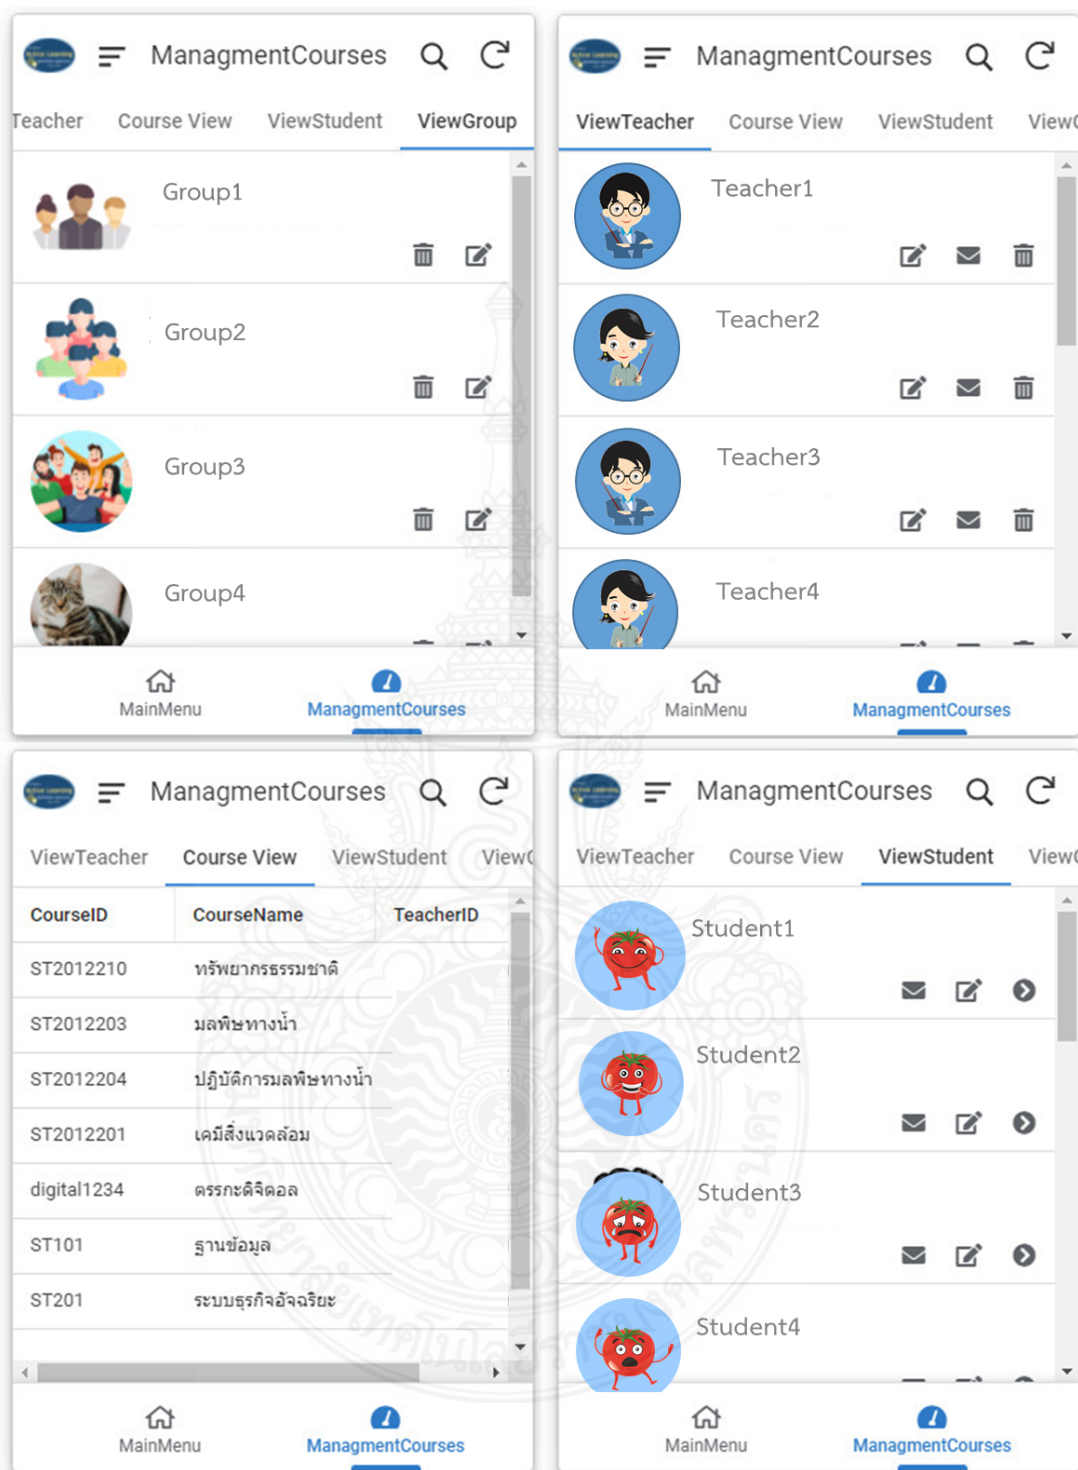 ManagmentCourses
Teacher Course View ViewStudent ViewGroup
Group1
Group2
Group3
Group4
MainMenu ManagmentCourses
ManagmentCourses
ViewTeacher Course View ViewStudent
Teacher1
Teacher2
Teacher3
Teacher4
MainMenu ManagmentCourses
ManagmentCourses
ViewTeacher Course View ViewStudent
CourseID CourseName TeacherID
ST2012210 ทรัพยากรธรรมชาติ
ST2012203 มลพิษทางน้ำ
ST2012204 ปฏิบัติการมลพิษทางน้ำ
ST2012201 เคมีสิ่งแวดล้อม
digital1234 ตรรกะดิจิตอล
ST101 ฐานข้อมูล
ST201 ระบบธุรกิจอัจฉริยะ
MainMenu ManagmentCourses
ManagmentCourses
ViewTeacher Course View ViewStudent
Student1
Student2
Student3
Student4
MainMenu ManagmentCourses